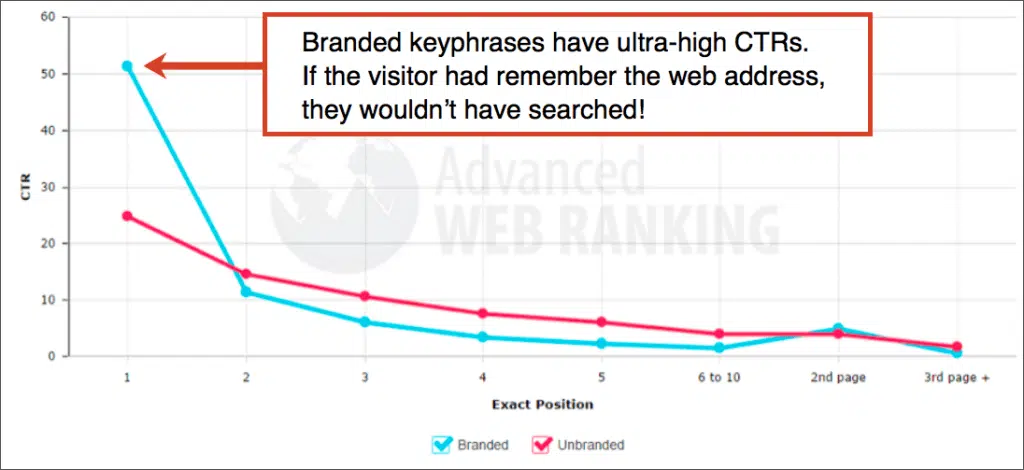 60
Branded keyphrases have ultra-high CTRs.
If the visitor had remember the web address,
they wouldn't have searched!
50
40
30
20
10
0
CTR
Advanced
WEB RANKING
1 2 3 4 5 6 to 10 2nd page 3rd page +
Exact Position
Branded Unbranded